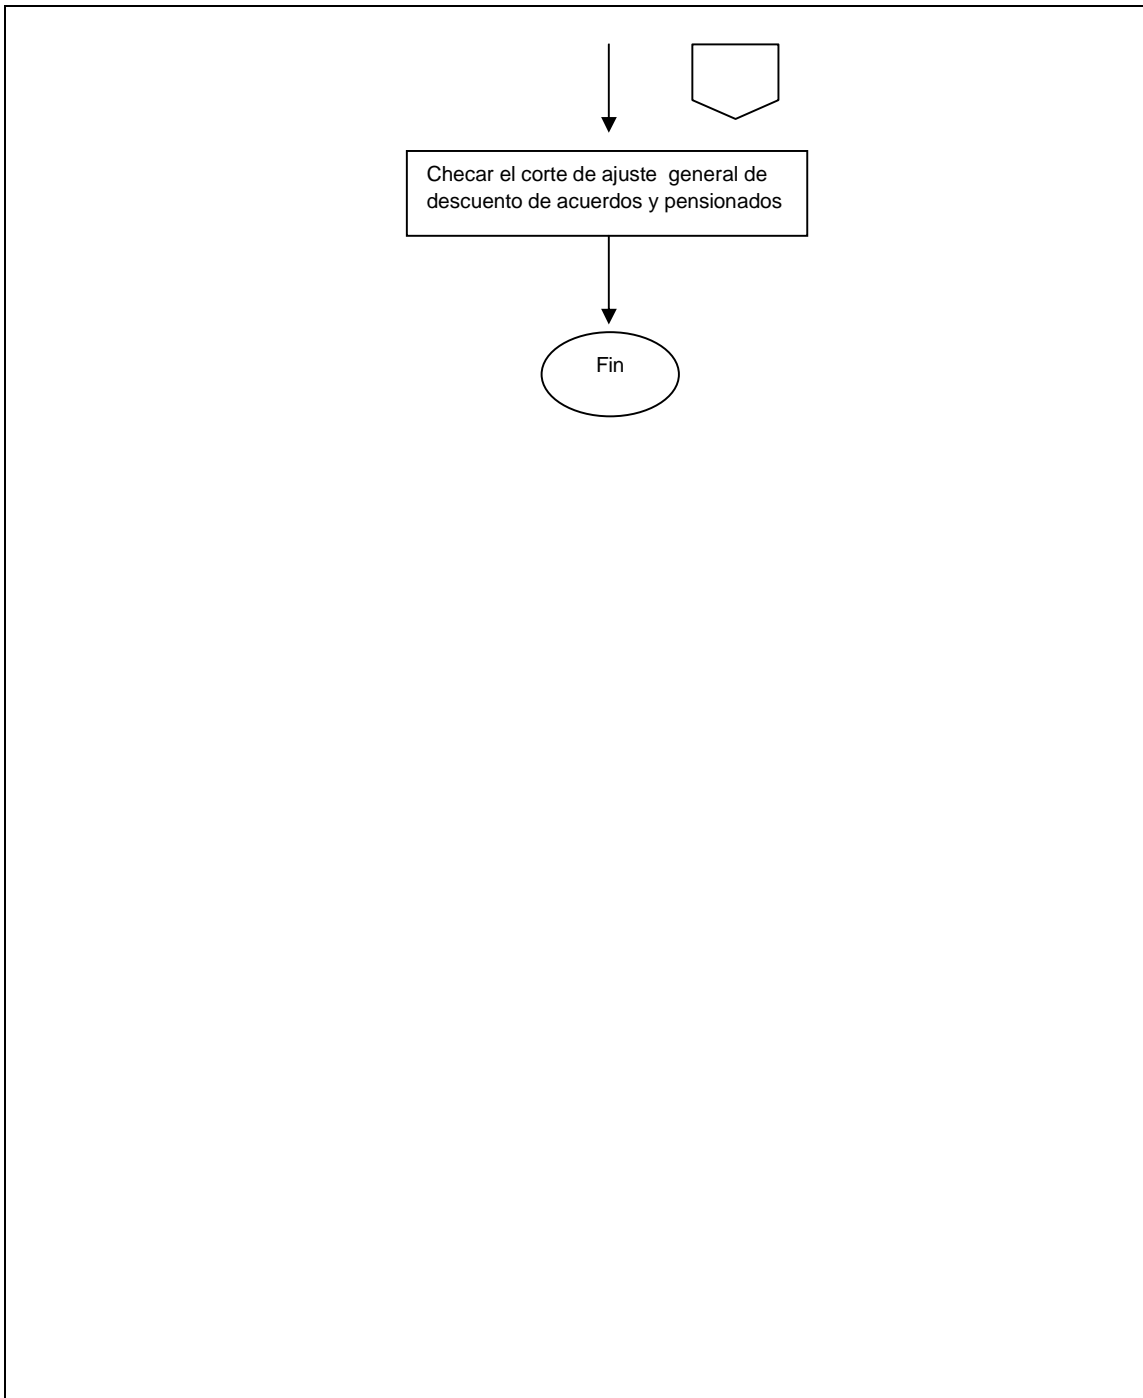 Checar el corte de ajuste  general de
descuento de acuerdos y pensionados
Fin